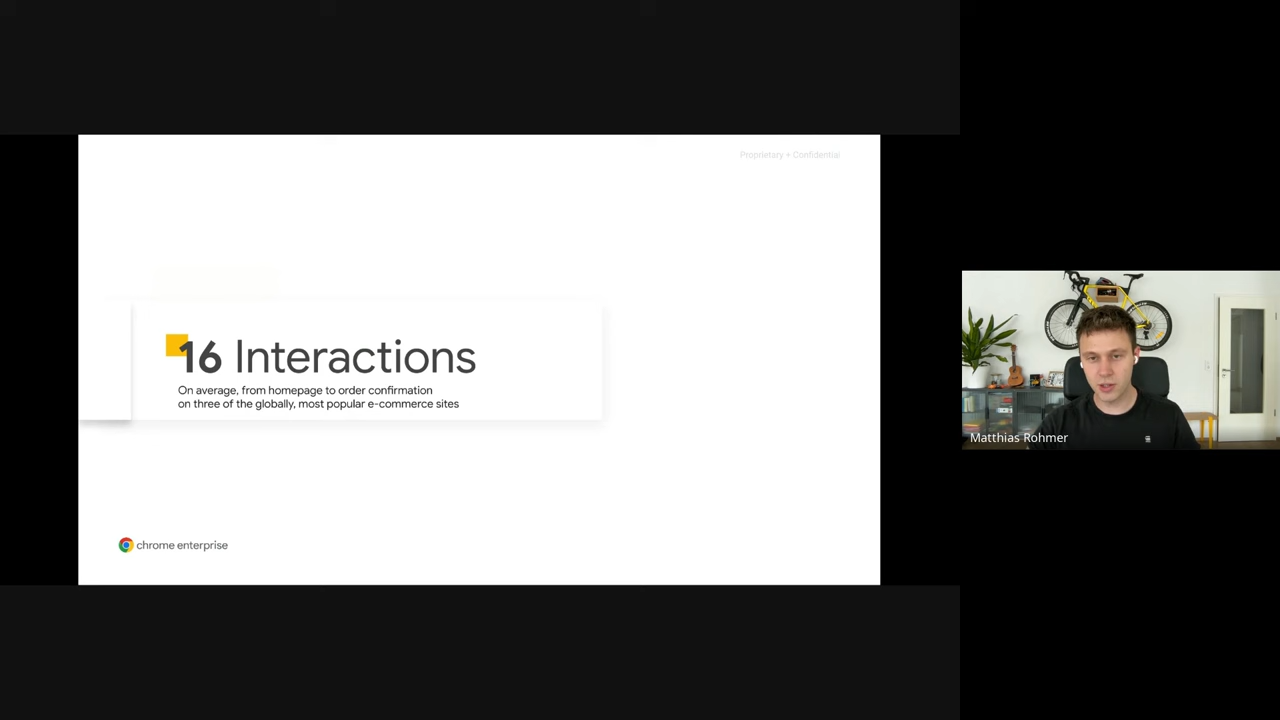 Proprietary + Confidential
16 Interactions
On average, from homepage to order confirmation
on three of the globally, most popular e-commerce sites
chrome enterprise
Matthias Rohmer